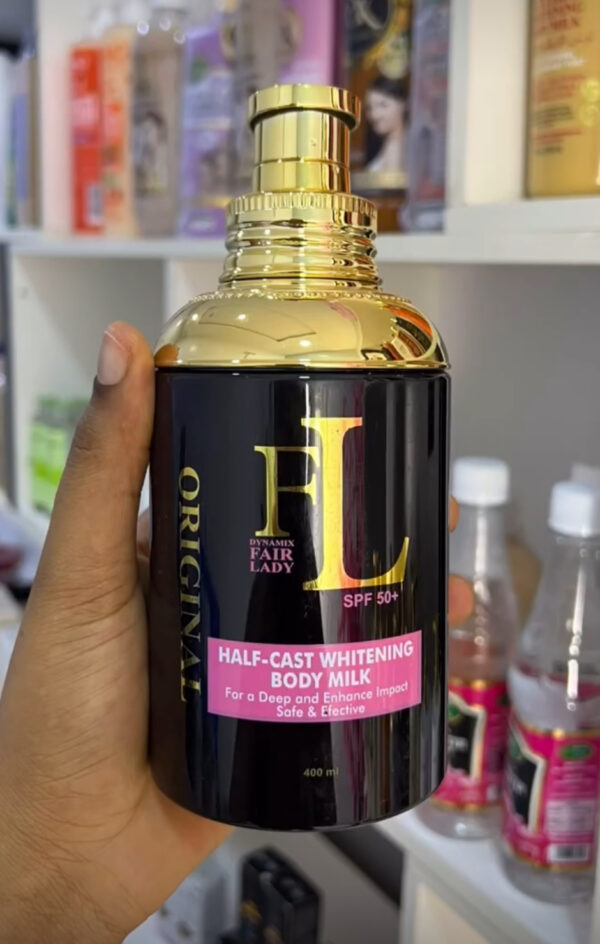 FL
DYNAMIX
FAIR
LADY
SPF 50+
ORIGINAL
HALF-CAST WHITENING
BODY MILK
For a Deep and Enhance Impact
Safe & Efective
400 ml